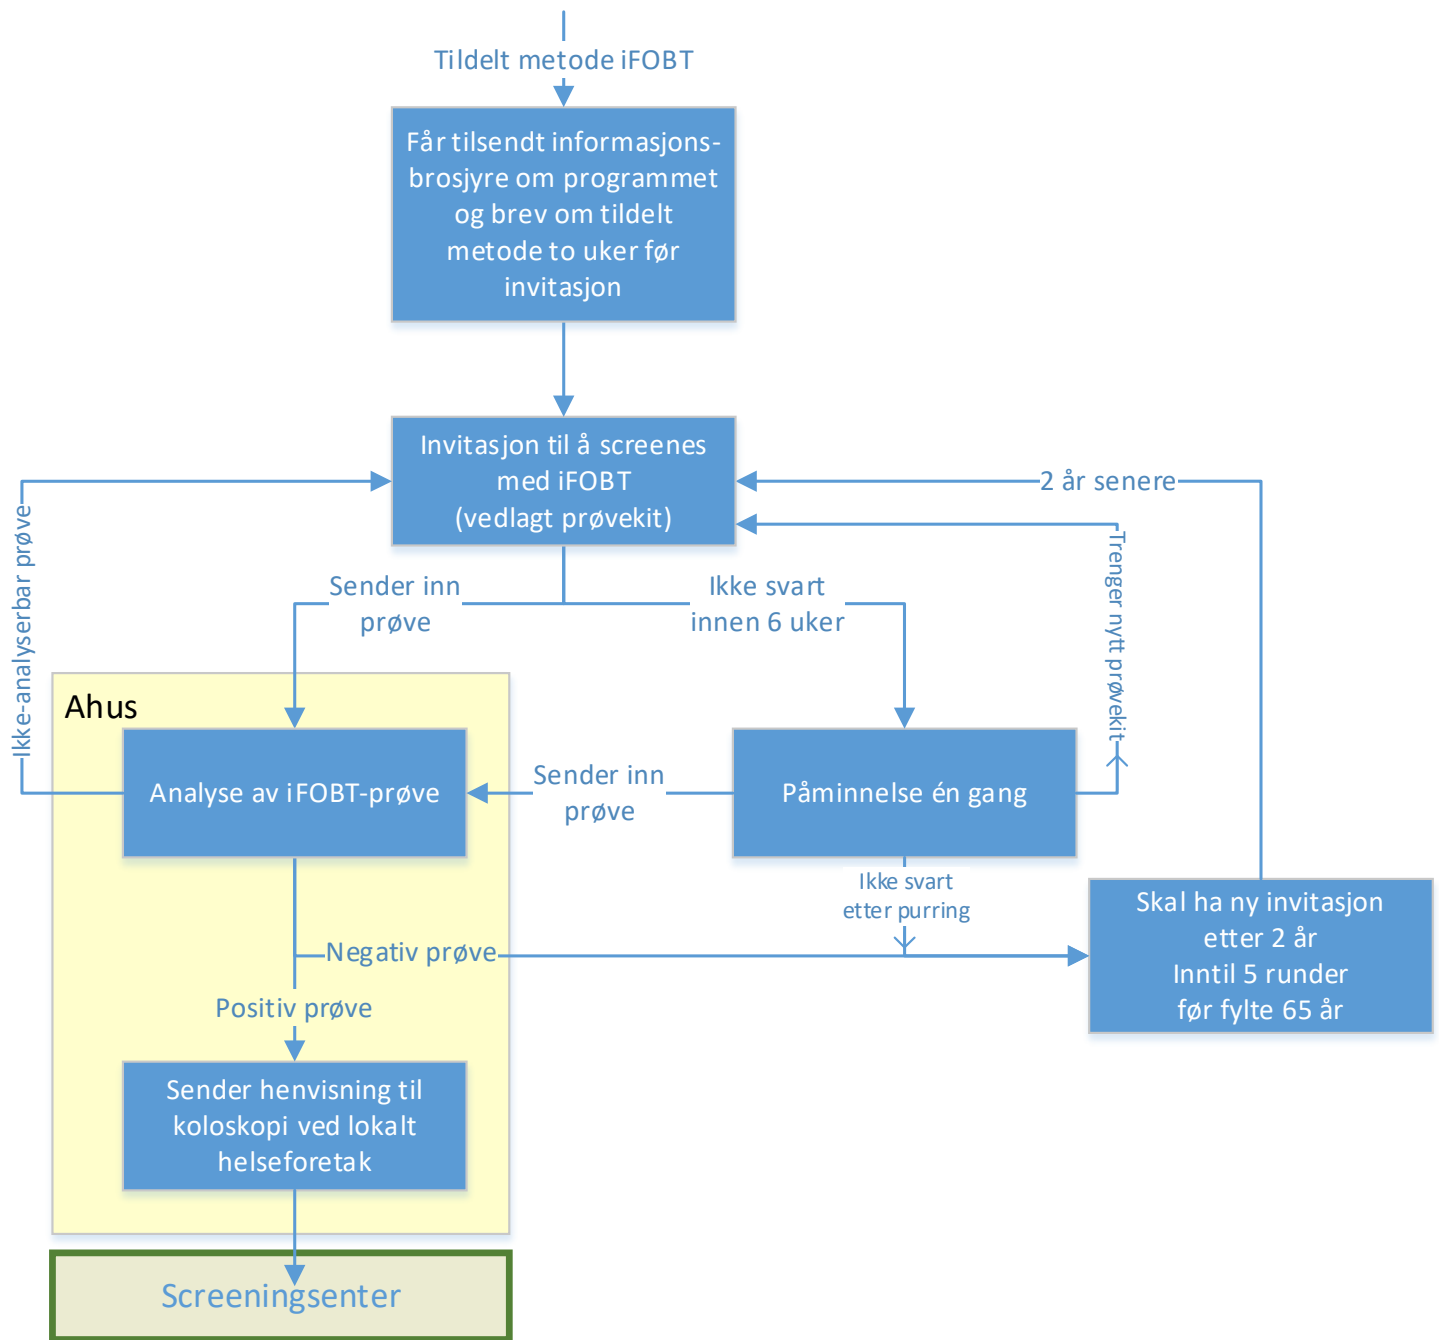 Tildelt metode iFOBT
Får tilsendt informasjons-
brosjyre om programmet
og brev om tildelt
metode to uker før
invitasjon
Invitasjon til å screenes
med iFOBT
(vedlagt prøvekit)
2 år senere
Trenger nytt prøvekit
Ikke-analyserbar prøve
Sender inn
prøve
Ikke svart
innen 6 uker
Ahus
Analyse av iFOBT-prøve
Sender inn
prøve
Påminnelse én gang
Ikke svart
etter purring
Skal ha ny invitasjon
etter 2 år
Inntil 5 runder
før fylte 65 år
Negativ prøve
Positiv prøve
Sender henvisning til
koloskopi ved lokalt
helseforetak
Screeningsenter